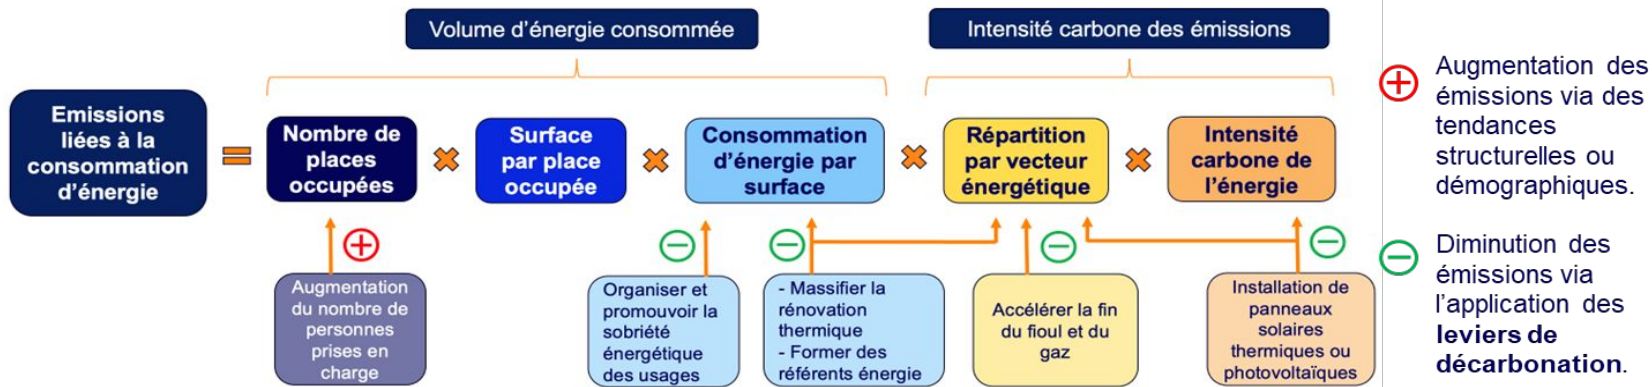 Volume d’énergie consommée
Intensité carbone des émissions
Emissions
liées à la
consommation
d’énergie
Nombre de
places
occupées
Surface
par place
occupée
Consommation
d’énergie par
surface
Répartition
par vecteur
énergétique
Intensité
carbone de
l’énergie
Augmentation
du nombre de
personnes
prises en
charge
Organiser et
promouvoir la
sobriété
énergétique
des usages
- Massifier la
rénovation
thermique
- Former des
référents énergie
Accélérer la fin
du fioul et du
gaz
Installation de
panneaux
solaires
thermiques ou
photovoltaïques
Augmentation des
émissions via des
tendances
structurelles ou
démographiques.
Diminution des
émissions via
l’application des
leviers de
décarbonation.